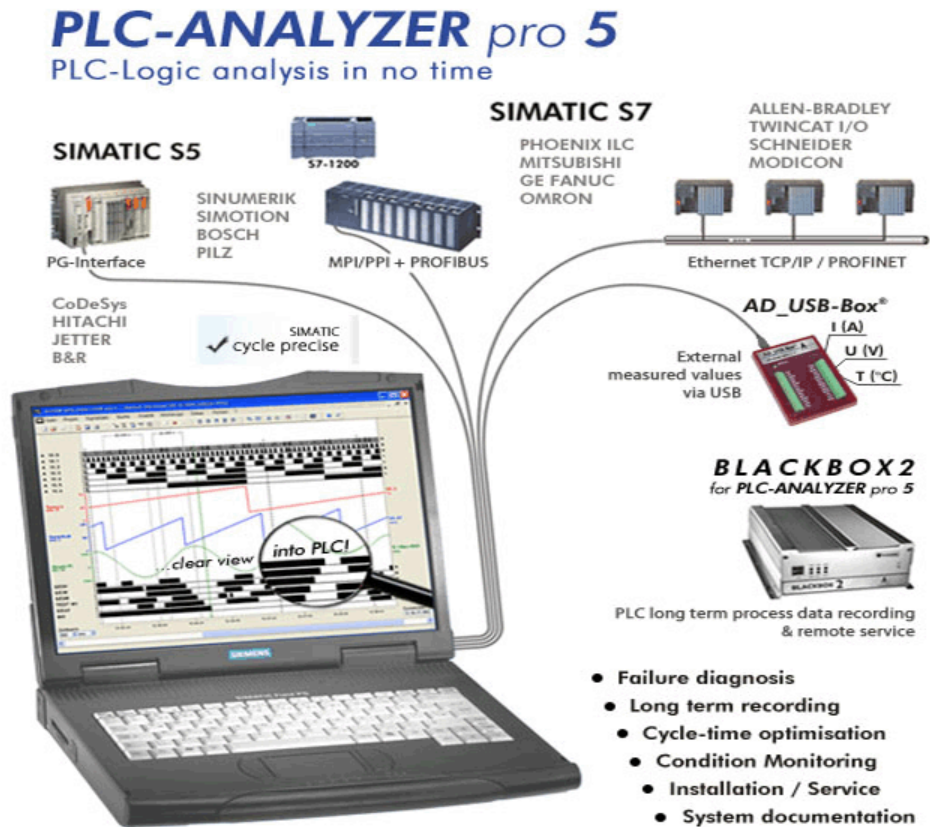 PLC-ANALYZER pro 5
PLC-Logic analysis in no time
SIMATIC S5
S7-1200
SIMATIC S7
ALLEN-BRADLEY
TWINCAT I/O
SCHNEIDER
MODICON
PHOENIX ILC
MITSUBISHI
GE FANUC
OMRON
SINUMERIK
SIMOTION
BOSCH
PILZ
PG-Interface
MPI/PPI + PROFIBUS
Ethernet TCP/IP / PROFINET
CoDeSys
HITACHI
JETTER
B&R
SIMATIC
cycle precise
AD_USB-Box®
I (A)
U (V)
T (°C)
External
measured values
via USB
...clear view into PLC!
SIEMENS
BLACKBOX2
for PLC-ANALYZER pro 5
BLACKBOX 2
PLC long term process data recording
& remote service
• Failure diagnosis
• Long term recording
• Cycle-time optimisation
• Condition Monitoring
• Installation / Service
• System documentation